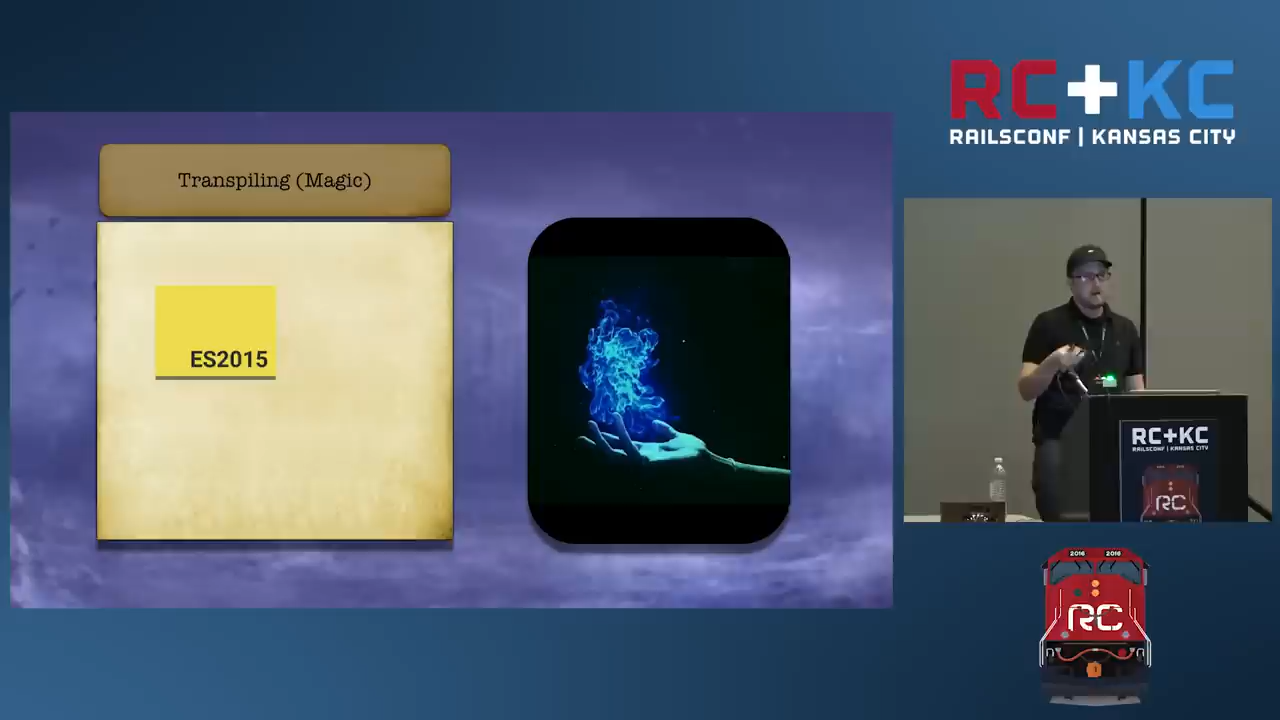 Transpiling (Magic)
ES2015
RC+KC
RAILSCONF | KANSAS CITY
RC+KC
RAILSCONF | KANSAS CITY
RC
2016 2016
RC